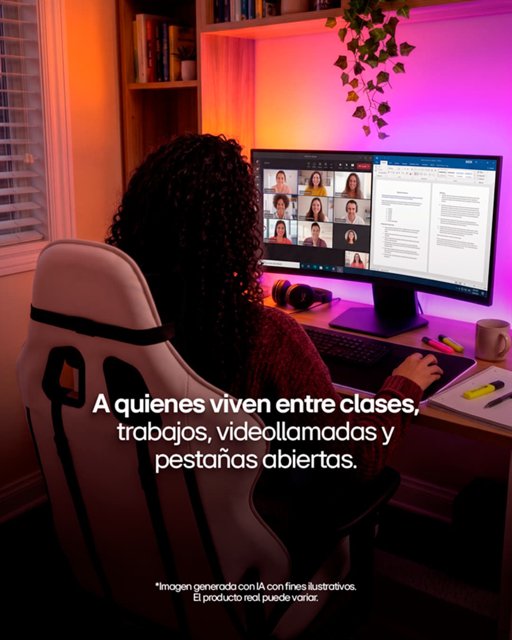 A quienes viven entre clases,
trabajos, videollamadas y
pestañas abiertas.
*Imagen generada con IA con fines ilustrativos.
El producto real puede variar.